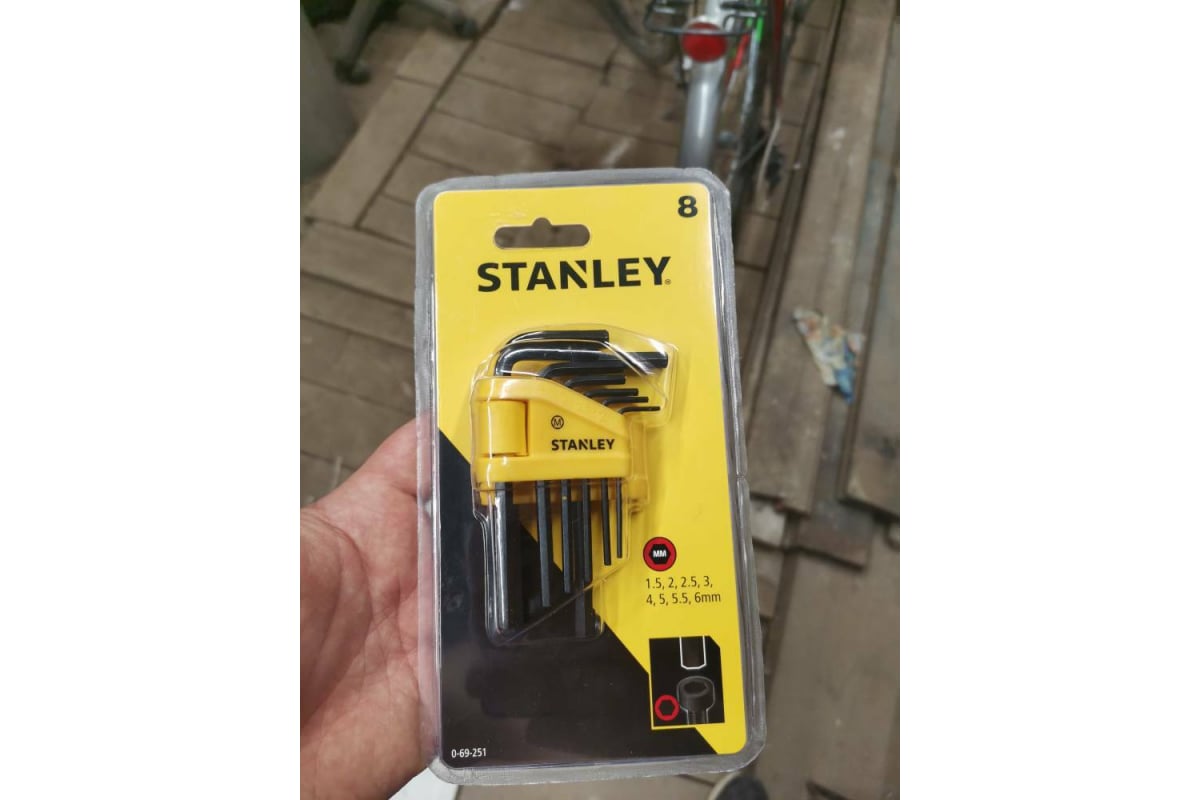 8
STANLEY®
M
STANLEY
MM
1.5, 2, 2.5, 3,
4, 5, 5.5, 6mm
0-69-251